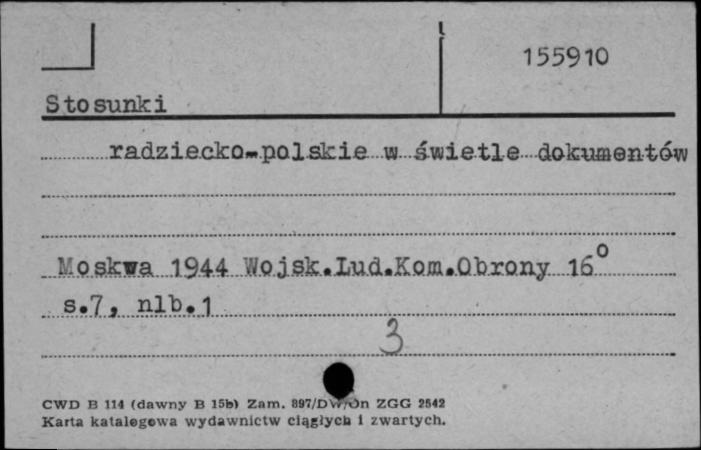 155910
Stosunki
radziecko-polskie w świetle dokumentów
Moskwa 1944 Wojsk.Lud.Kom.Obrony 16°
s.7, nlb.1
3
CWD B 114 (dawny B 15b) Zam. 897/DW/On ZGG 2542
Karta katalogowa wydawnictw ciągłych i zwartych.